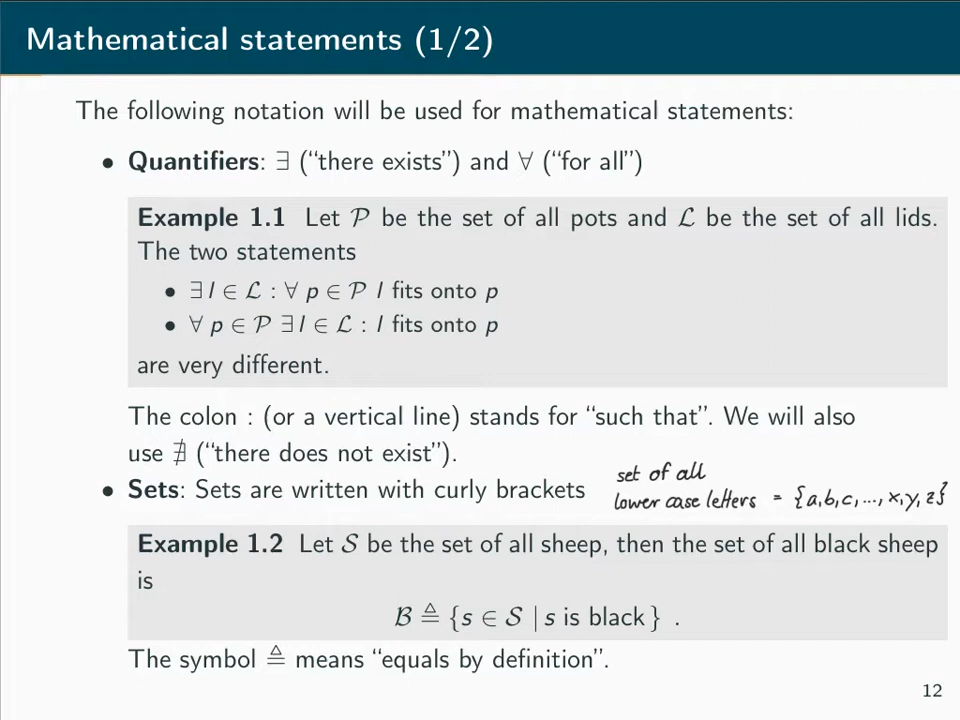 Mathematical statements (1/2)
The following notation will be used for mathematical statements:
• Quantifiers: ∃ (“there exists”) and ∀ (“for all”)
Example 1.1 Let 𝒫 be the set of all pots and ℒ be the set of all lids.
The two statements
• ∃ l ∈ ℒ : ∀ p ∈ 𝒫 l fits onto p
• ∀ p ∈ 𝒫 ∃ l ∈ ℒ : l fits onto p
are very different.
The colon : (or a vertical line) stands for “such that”. We will also
use ∄ (“there does not exist”).
set of all
• Sets: Sets are written with curly brackets
lower case letters = {a,b,c,...,x,y,z}
Example 1.2 Let 𝒮 be the set of all sheep, then the set of all black sheep
is
ℬ ≜ {s ∈ 𝒮 | s is black} .
The symbol ≜ means “equals by definition”.
12